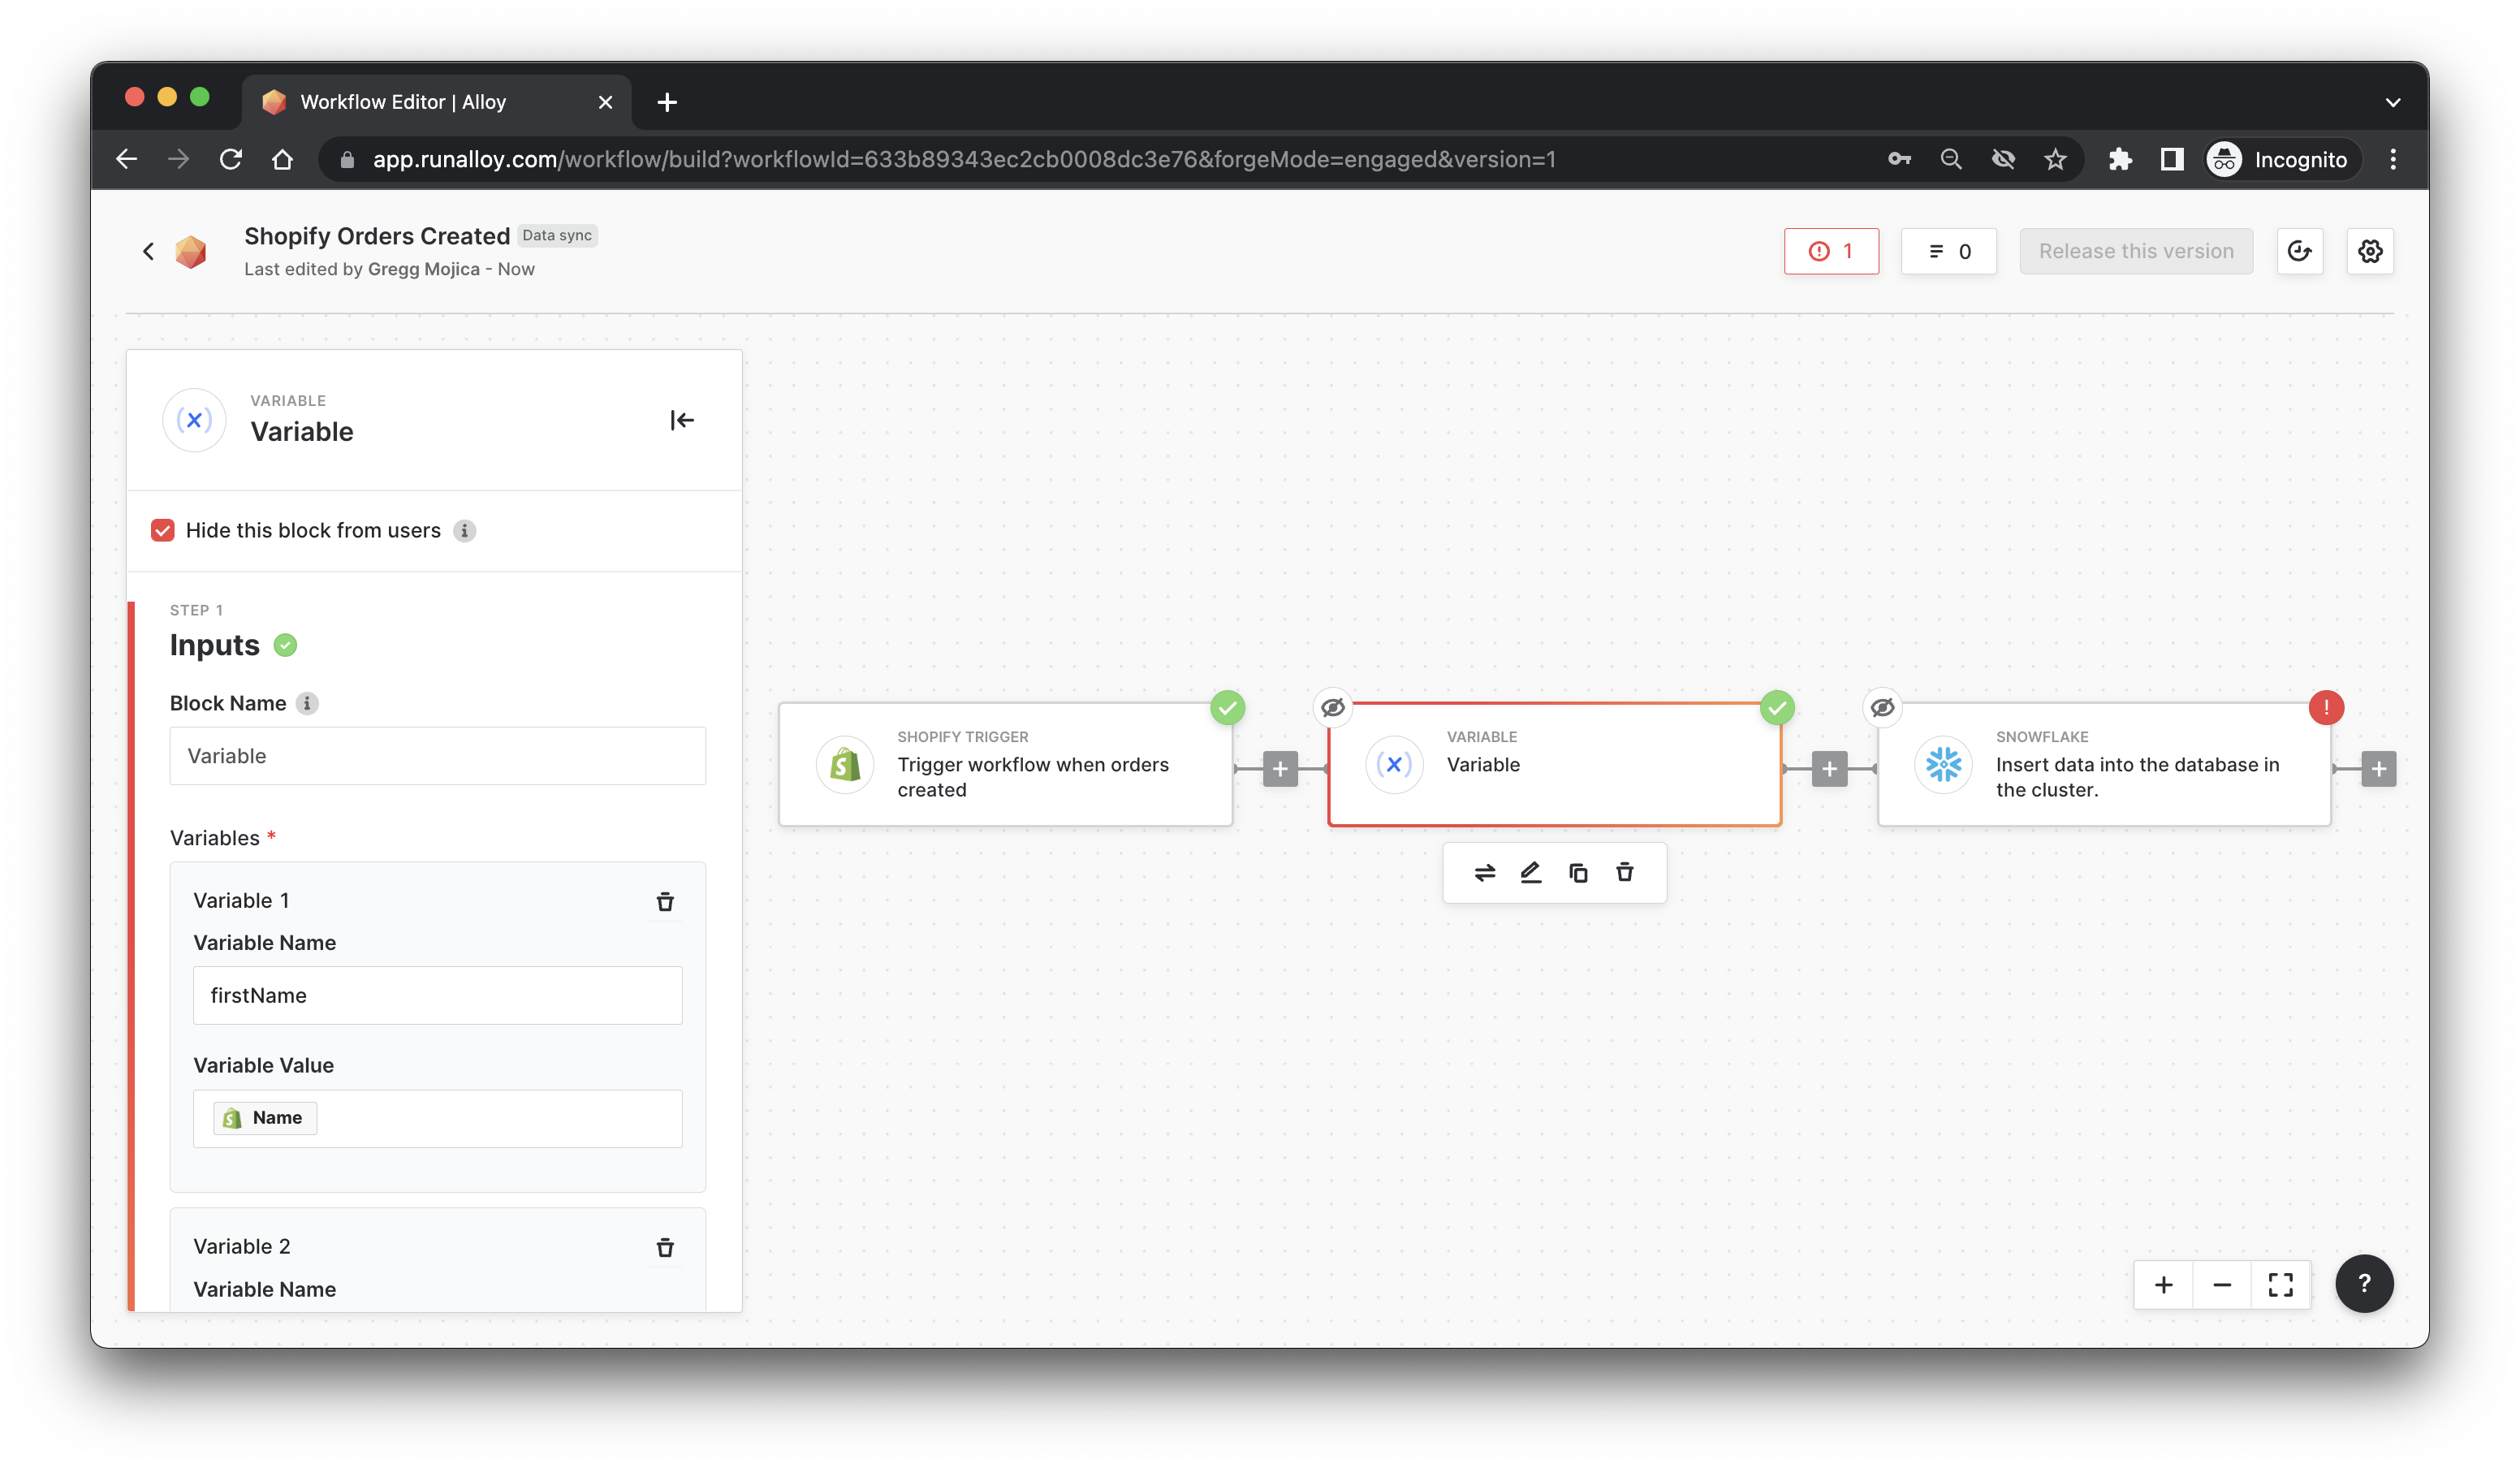 Workflow Editor | Alloy
app.runalloy.com/workflow/build?workflowId=633b89343ec2cb0008dc3e76&forgeMode=engaged&version=1
Incognito
Shopify Orders Created
Data sync
Last edited by Gregg Mojica - Now
1
0
Release this version
VARIABLE
Variable
Hide this block from users
STEP 1
Inputs
Block Name
Variable
Variables *
Variable 1
Variable Name
firstName
Variable Value
Name
Variable 2
Variable Name
SHOPIFY TRIGGER
Trigger workflow when orders
created
VARIABLE
Variable
SNOWFLAKE
Insert data into the database in
the cluster.